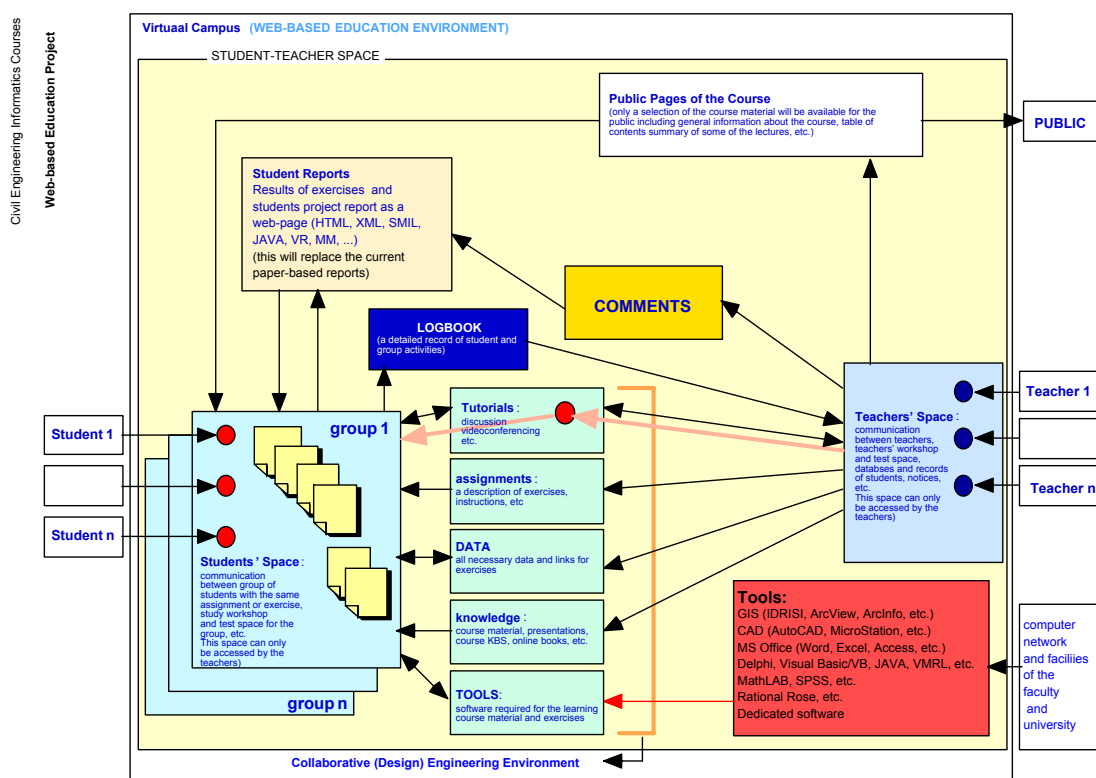 Civil Engineering Informatics Courses
Web-based Education Project
Virtuaal Campus (WEB-BASED EDUCATION ENVIRONMENT)
STUDENT-TEACHER SPACE
Public Pages of the Course
(only a selection of the course material will be available for the
public including general information about the course, table of
contents summary of some of the lectures, etc.)
PUBLIC
Student Reports
Results of exercises and
students project report as a
web-page (HTML, XML, SMIL,
JAVA, VR, MM, ...)
(this will replace the current
paper-based reports)
COMMENTS
LOGBOOK
(a detailed record of student and
group activities)
Student 1
Student n
group 1
Students ' Space :
communication
between group of
students with the same
assignment or exercise,
study workshop
and test space for the
group, etc.
This space can only
be accessed by the
teachers)
group n
Tutorials :
discussion
videoconferencing
etc.
assignments :
a description of exercises,
instructions, etc
DATA
all necessary data and links for
exercises
knowledge :
course material, presentations,
course KBS, online books, etc.
TOOLS:
software required for the learning
course material and exercises
Teachers' Space :
communication
between teachers,
teachers' workshop
and test space,
databses and records
of students, notices,
etc.
This space can only
be accessed by the
teachers)
Teacher 1
Teacher n
Tools:
GIS (IDRISI, ArcView, ArcInfo, etc.)
CAD (AutoCAD, MicroStation, etc.)
MS Office (Word, Excel, Access, etc.)
Delphi, Visual Basic/VB, JAVA, VMRL, etc.
MathLAB, SPSS, etc.
Rational Rose, etc.
Dedicated software
computer
network
and faciliies
of the
faculty
and
university
Collaborative (Design) Engineering Environment